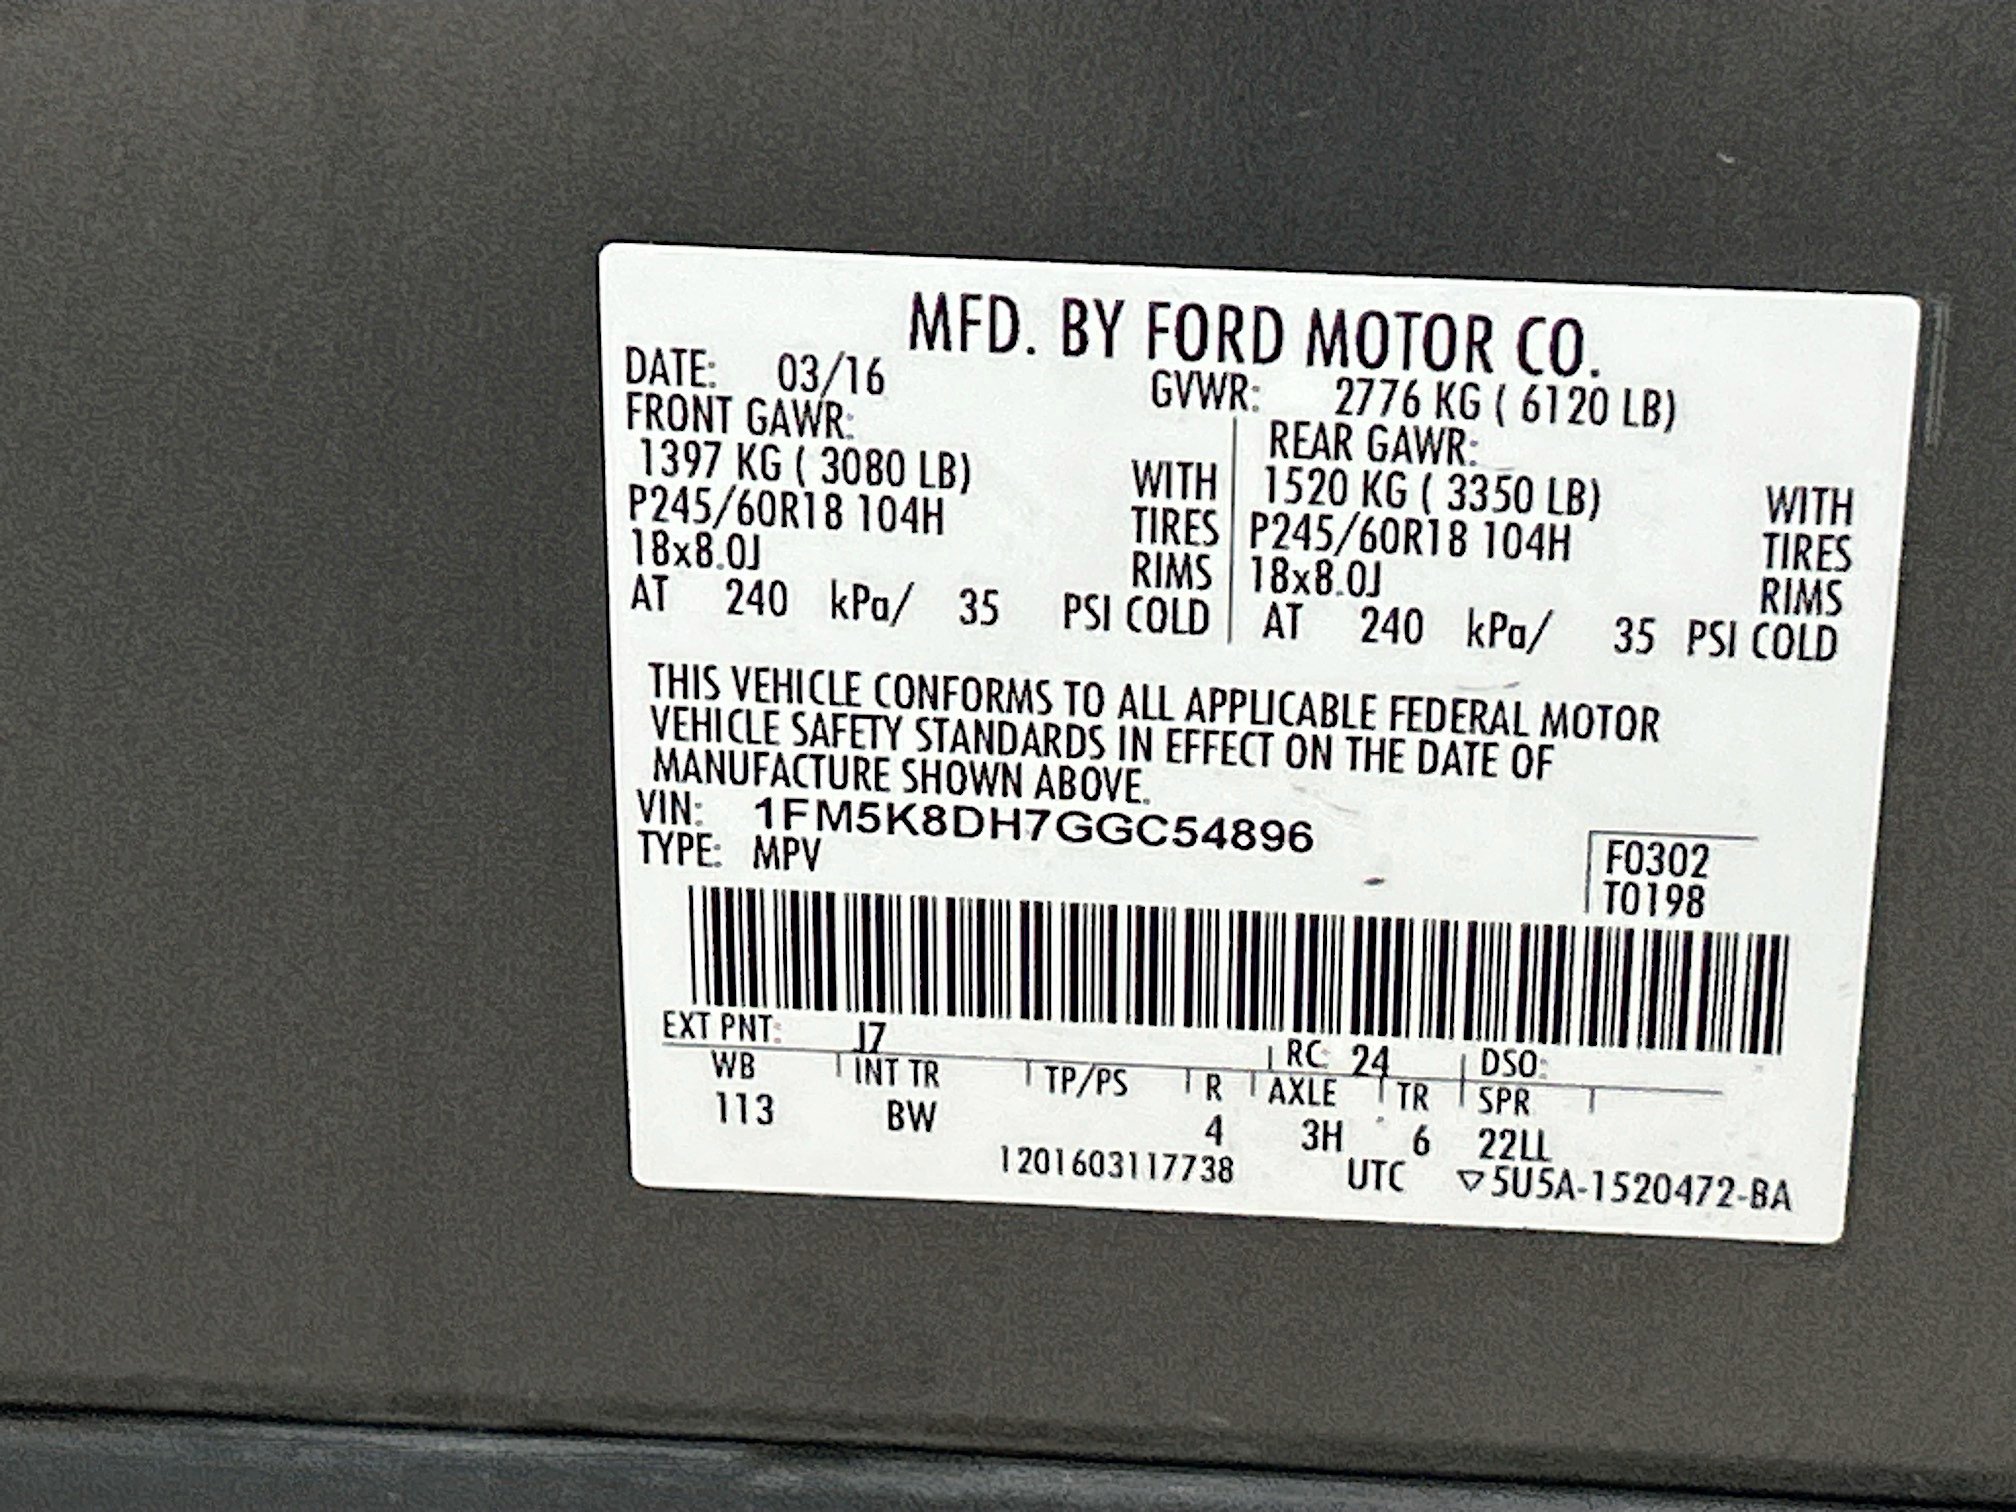 MFD. BY FORD MOTOR CO.
DATE: 03/16 GVWR: 2776 KG ( 6120 LB)
FRONT GAWR: REAR GAWR:
1397 KG ( 3080 LB) WITH 1520 KG ( 3350 LB) WITH
P245/60R18 104H TIRES P245/60R18 104H TIRES
18x8.0J RIMS 18x8.0J RIMS
AT 240 kPa/ 35 PSI COLD AT 240 kPa/ 35 PSI COLD
THIS VEHICLE CONFORMS TO ALL APPLICABLE FEDERAL MOTOR
VEHICLE SAFETY STANDARDS IN EFFECT ON THE DATE OF
MANUFACTURE SHOWN ABOVE.
VIN: 1FM5K8DH7GGC54896
TYPE: MPV F0302
T0198
EXT PNT: J7 RC: 24 DSO:
WB INT TR TP/PS R AXLE TR SPR
113 BW 4 3H 6 22LL
1201603117738 UTC ▽5U5A-1520472-BA